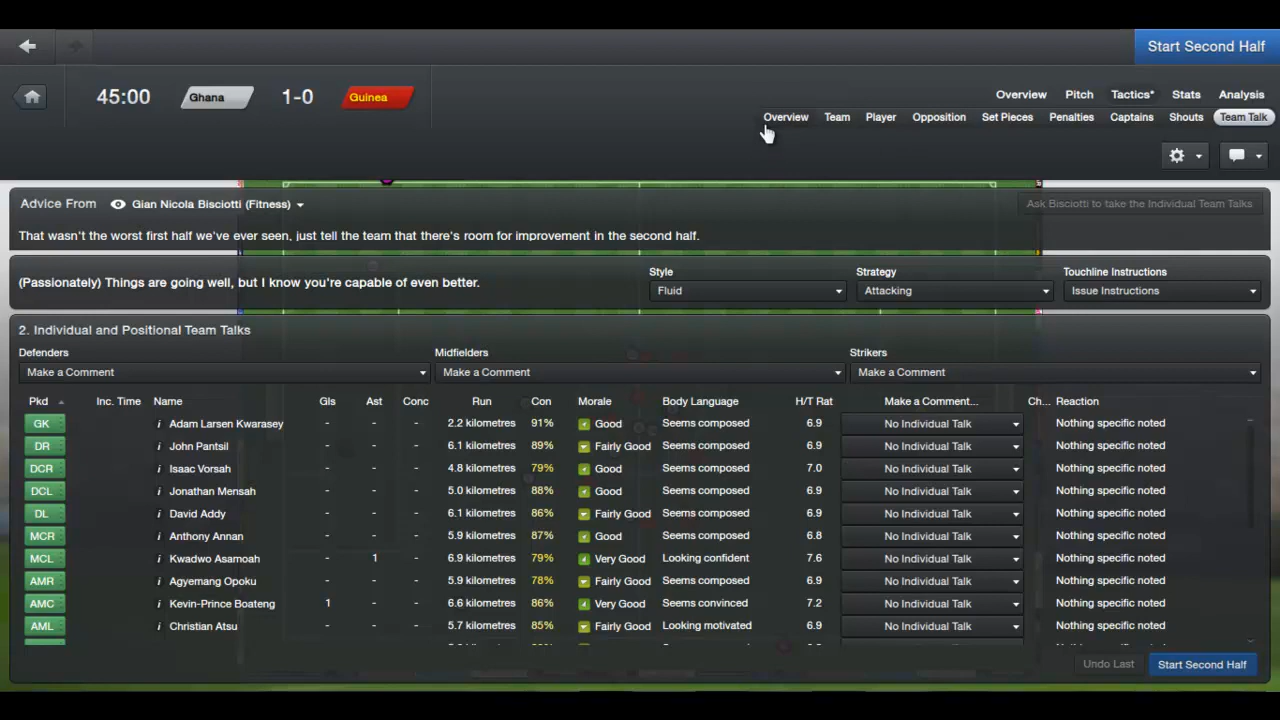 Start Second Half
45:00 Ghana 1-0 Guinea
Overview Pitch Tactics* Stats Analysis
Overview Team Player Opposition Set Pieces Penalties Captains Shouts Team Talk
Advice From Gian Nicola Bisciotti (Fitness) Ask Bisciotti to take the Individual Team Talks
That wasn't the worst first half we've ever seen, just tell the team that there's room for improvement in the second half.
Style Strategy Touchline Instructions
(Passionately) Things are going well, but I know you're capable of even better.
Fluid Attacking Issue Instructions
2. Individual and Positional Team Talks
Defenders Midfielders Strikers
Make a Comment Make a Comment Make a Comment
Pkd Inc. Time Name Gls Ast Conc Run Con Morale Body Language H/T Rat Make a Comment... Ch... Reaction
GK i Adam Larsen Kwarasey - - - 2.2 kilometres 91% Good Seems composed 6.9 No Individual Talk Nothing specific noted
DR i John Pantsil - - - 6.1 kilometres 89% Fairly Good Seems composed 6.9 No Individual Talk Nothing specific noted
DCR i Isaac Vorsah - - - 4.8 kilometres 79% Good Seems composed 7.0 No Individual Talk Nothing specific noted
DCL i Jonathan Mensah - - - 5.0 kilometres 88% Good Seems composed 6.9 No Individual Talk Nothing specific noted
DL i David Addy - - - 6.1 kilometres 86% Fairly Good Seems composed 6.9 No Individual Talk Nothing specific noted
MCR i Anthony Annan - - - 5.9 kilometres 87% Good Seems composed 6.8 No Individual Talk Nothing specific noted
MCL i Kwadwo Asamoah - 1 - 6.9 kilometres 79% Very Good Looking confident 7.6 No Individual Talk Nothing specific noted
AMR i Agyemang Opoku - - - 5.9 kilometres 78% Fairly Good Seems composed 6.9 No Individual Talk Nothing specific noted
AMC i Kevin-Prince Boateng 1 - - 6.6 kilometres 86% Very Good Seems convinced 7.2 No Individual Talk Nothing specific noted
AML i Christian Atsu - - - 5.7 kilometres 85% Fairly Good Looking motivated 6.9 No Individual Talk Nothing specific noted
Undo Last Start Second Half